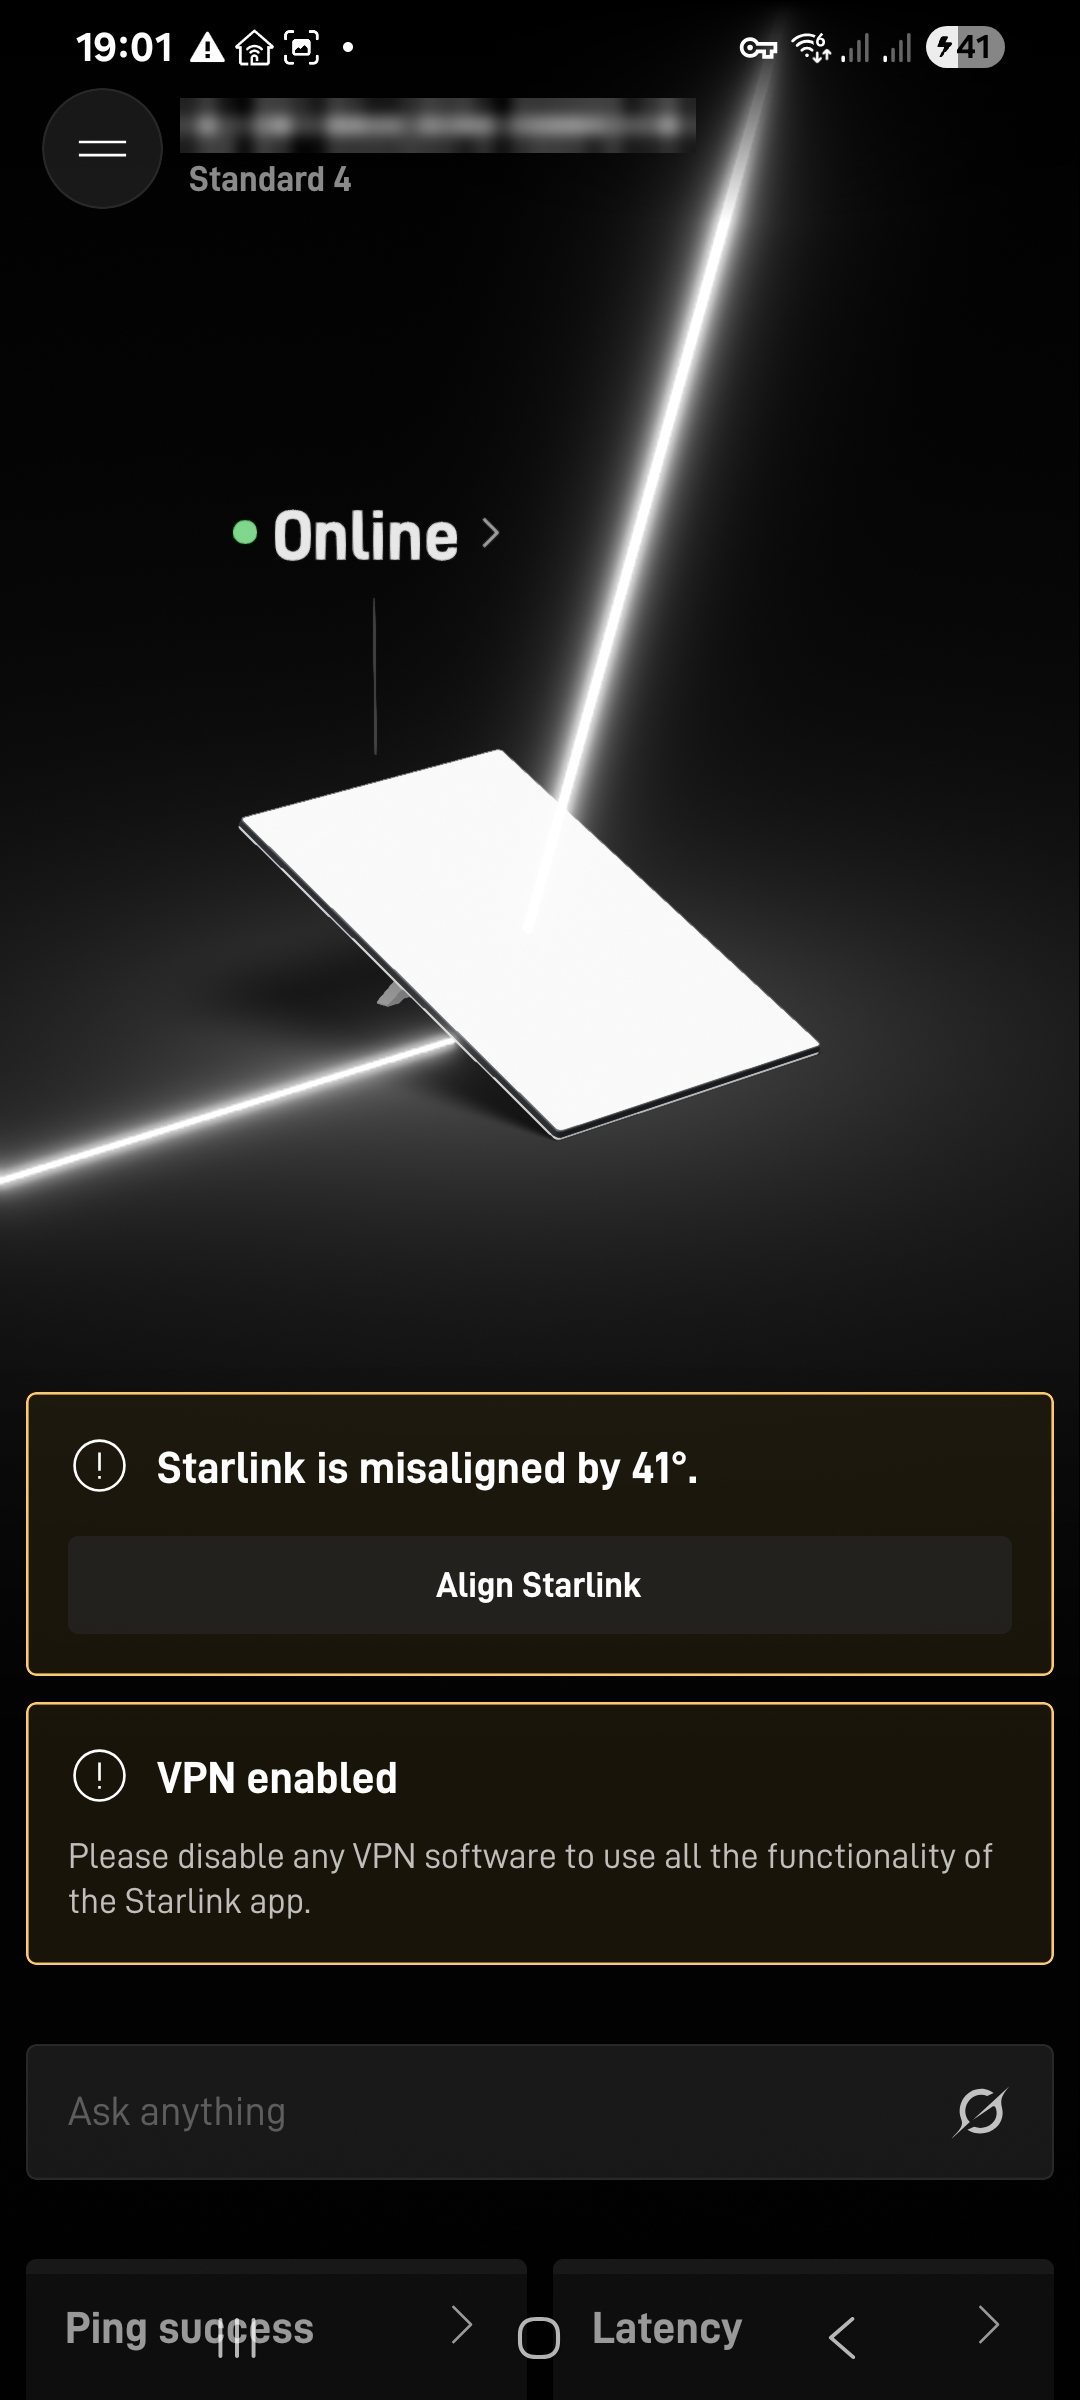 19:01
6
41
Standard 4
Online
Starlink is misaligned by 41°.
Align Starlink
VPN enabled
Please disable any VPN software to use all the functionality of
the Starlink app.
Ask anything
Ping success
Latency